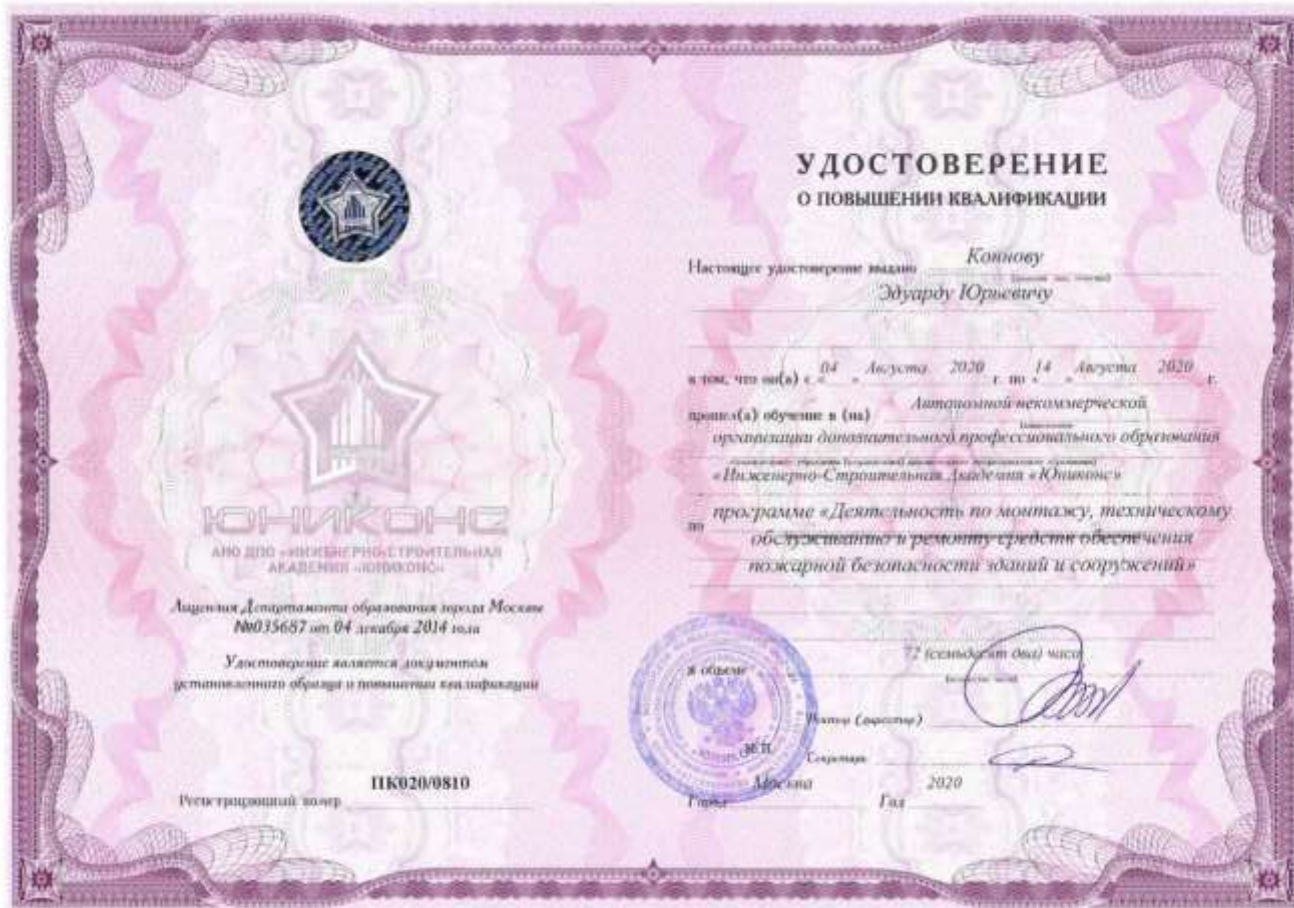 ЮНИКОНС
АНО ДПО «ИНЖЕНЕРНО-СТРОИТЕЛЬНАЯ
АКАДЕМИЯ «ЮНИКОНС»
Лицензия Департамента образования города Москвы
№035687 от 04 декабря 2014 года
Удостоверение является документом
установленного образца о повышении квалификации
ПК020/0810
Регистрационный номер
УДОСТОВЕРЕНИЕ
О ПОВЫШЕНИИ КВАЛИФИКАЦИИ
Настоящее удостоверение выдано Коннову
Эдуарду Юрьевичу
в том, что он(а) с «04» Августа 2020 г. по «14» Августа 2020 г.
прошел(а) обучение в (на) Автономной некоммерческой
организации дополнительного профессионального образования
«Инженерно-Строительная Академия «Юниконс»
по программе «Деятельность по монтажу, техническому
обслуживанию и ремонту средств обеспечения
пожарной безопасности зданий и сооружений»
72 (семьдесят два) часа
в объеме
Ректор (директор)
М.П.
Секретарь
Город Москва Год 2020